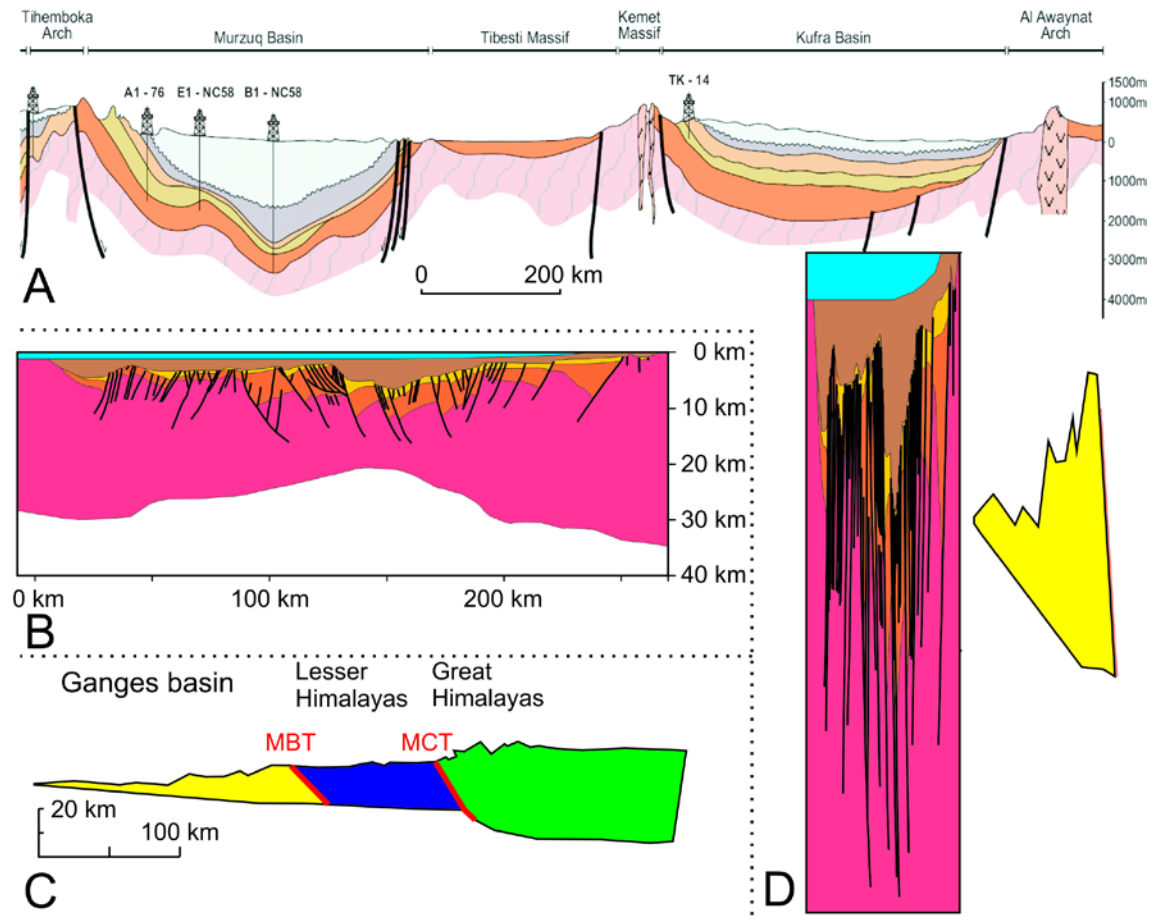 Tihemboka
Arch
Murzuq Basin
Tibesti Massif
Kemet
Massif
Kufra Basin
Al Awaynat
Arch
A1 - 76
E1 - NC58
B1 - NC58
TK - 14
1500m
1000m
0
1000m
2000m
3000m
4000m
0
200 km
A
0 km
10 km
20 km
30 km
40 km
0 km
100 km
200 km
B
Ganges basin
Lesser
Himalayas
Great
Himalayas
MBT
MCT
20 km
100 km
C
D